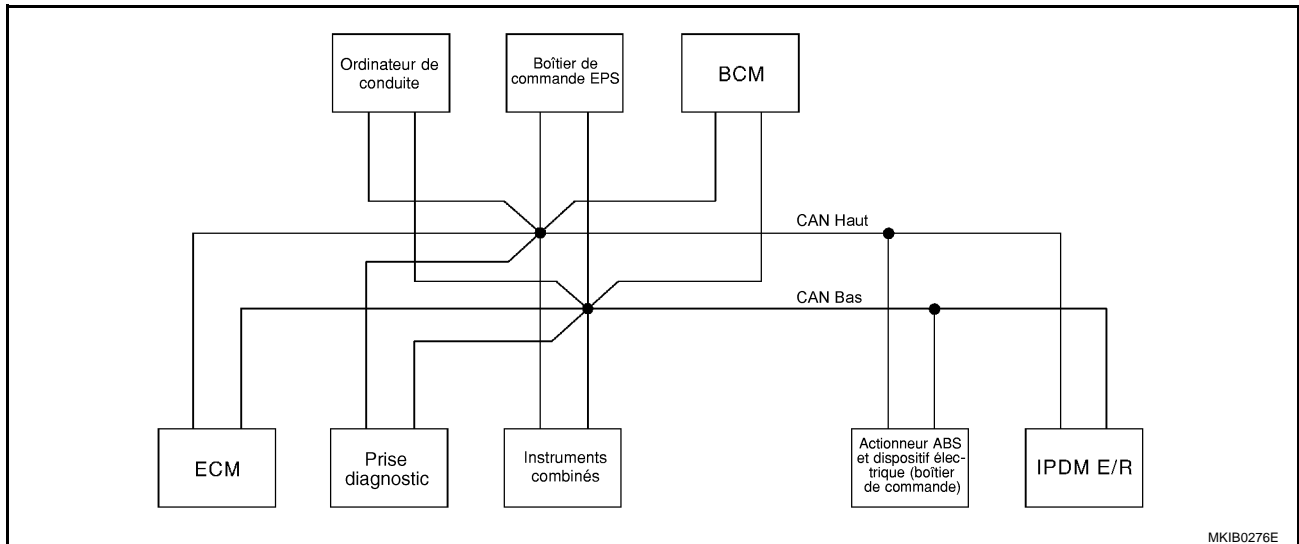 Ordinateur de
conduite
Boîtier de
commande EPS
BCM
CAN Haut
CAN Bas
ECM
Prise
diagnostic
Instruments
combinés
Actionneur ABS
et dispositif élec-
trique (boîtier
de commande)
IPDM E/R
MKIB0276E